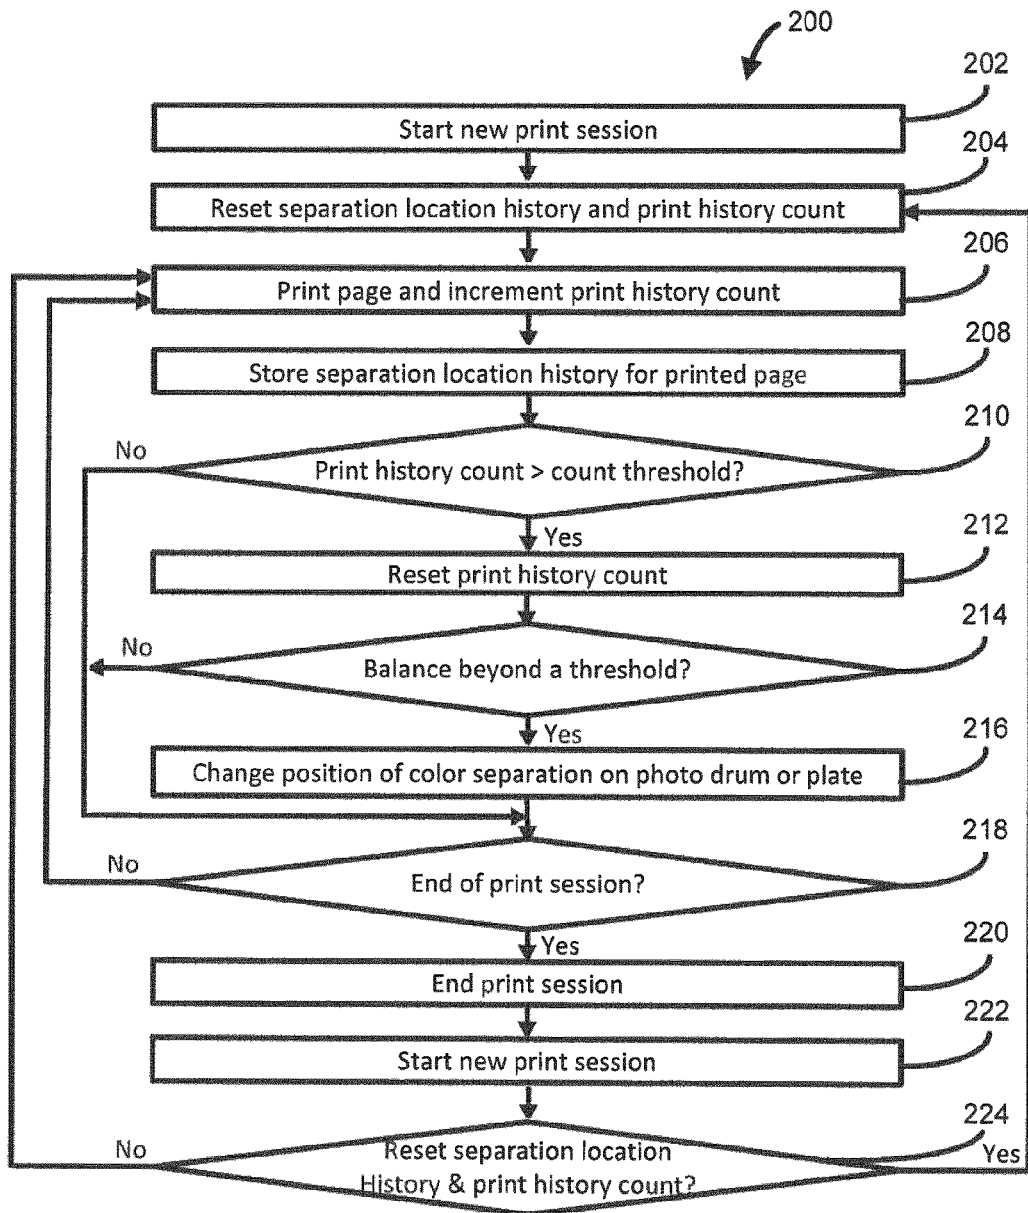 200
202
Start new print session
204
Reset separation location history and print history count
206
Print page and increment print history count
208
Store separation location history for printed page
210
No
Print history count > count threshold?
Yes
212
Reset print history count
214
No
Balance beyond a threshold?
Yes
216
Change position of color separation on photo drum or plate
218
No
End of print session?
Yes
220
End print session
222
Start new print session
224
No
Reset separation location
History & print history count?
Yes